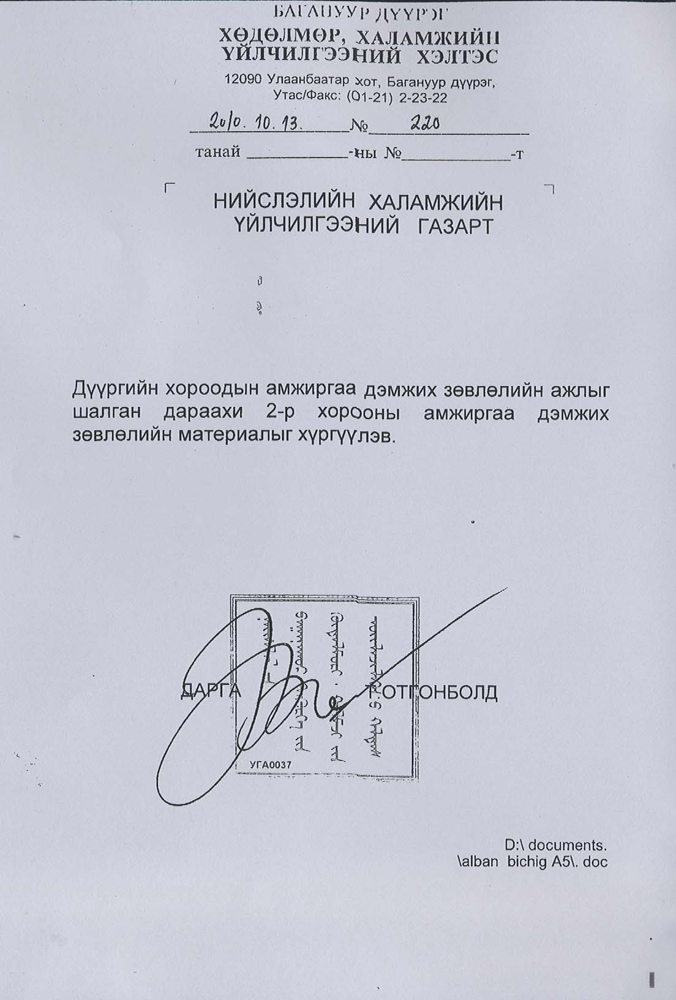 БАГАНУУР ДҮҮРЭГ
ХӨДӨЛМӨР, ХАЛАМЖИЙН
ҮЙЛЧИЛГЭЭНИЙ ХЭЛТЭС
12090 Улаанбаатар хот, Багануур дүүрэг,
Утас/Факс: (01-21) 2-23-22
2010. 10. 13. № 220
танай ____________-ны №____________-т
НИЙСЛЭЛИЙН ХАЛАМЖИЙН
ҮЙЛЧИЛГЭЭНИЙ ГАЗАРТ
Дүүргийн хороодын амжиргаа дэмжих зөвлөлийн ажлыг
шалган дараахи 2-р хорооны амжиргаа дэмжих
зөвлөлийн материалыг хүргүүлэв.
ДАРГА Т.ОТГОНБОЛД
УГА0037
D:\ documents.
\alban bichig A5\. doc